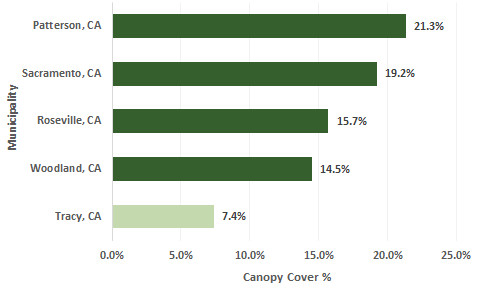 Municipality
Patterson, CA
21.3%
Sacramento, CA
19.2%
Roseville, CA
15.7%
Woodland, CA
14.5%
Tracy, CA
7.4%
0.0%
5.0%
10.0%
15.0%
20.0%
25.0%
Canopy Cover %